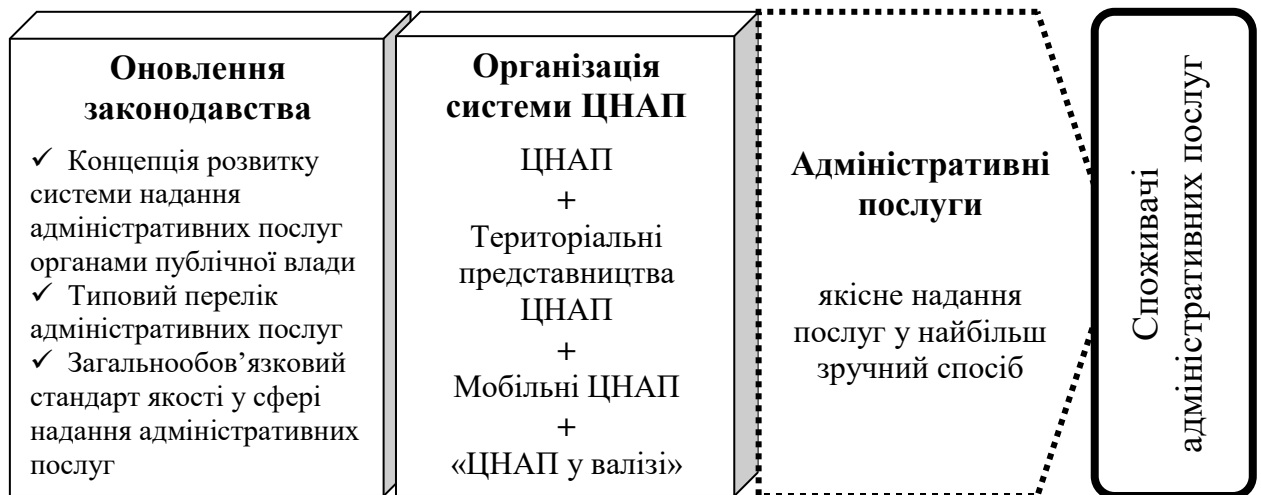 Оновлення
законодавства
✓ Концепція розвитку
системи надання
адміністративних послуг
органами публічної влади
✓ Типовий перелік
адміністративних послуг
✓ Загальнообов’язковий
стандарт якості у сфері
надання адміністративних
послуг
Організація
системи ЦНАП
ЦНАП
+
Територіальні
представництва
ЦНАП
+
Мобільні ЦНАП
+
«ЦНАП у валізі»
Адміністративні
послуги
якісне надання
послуг у найбільш
зручний спосіб
Споживачі
адміністративних послуг